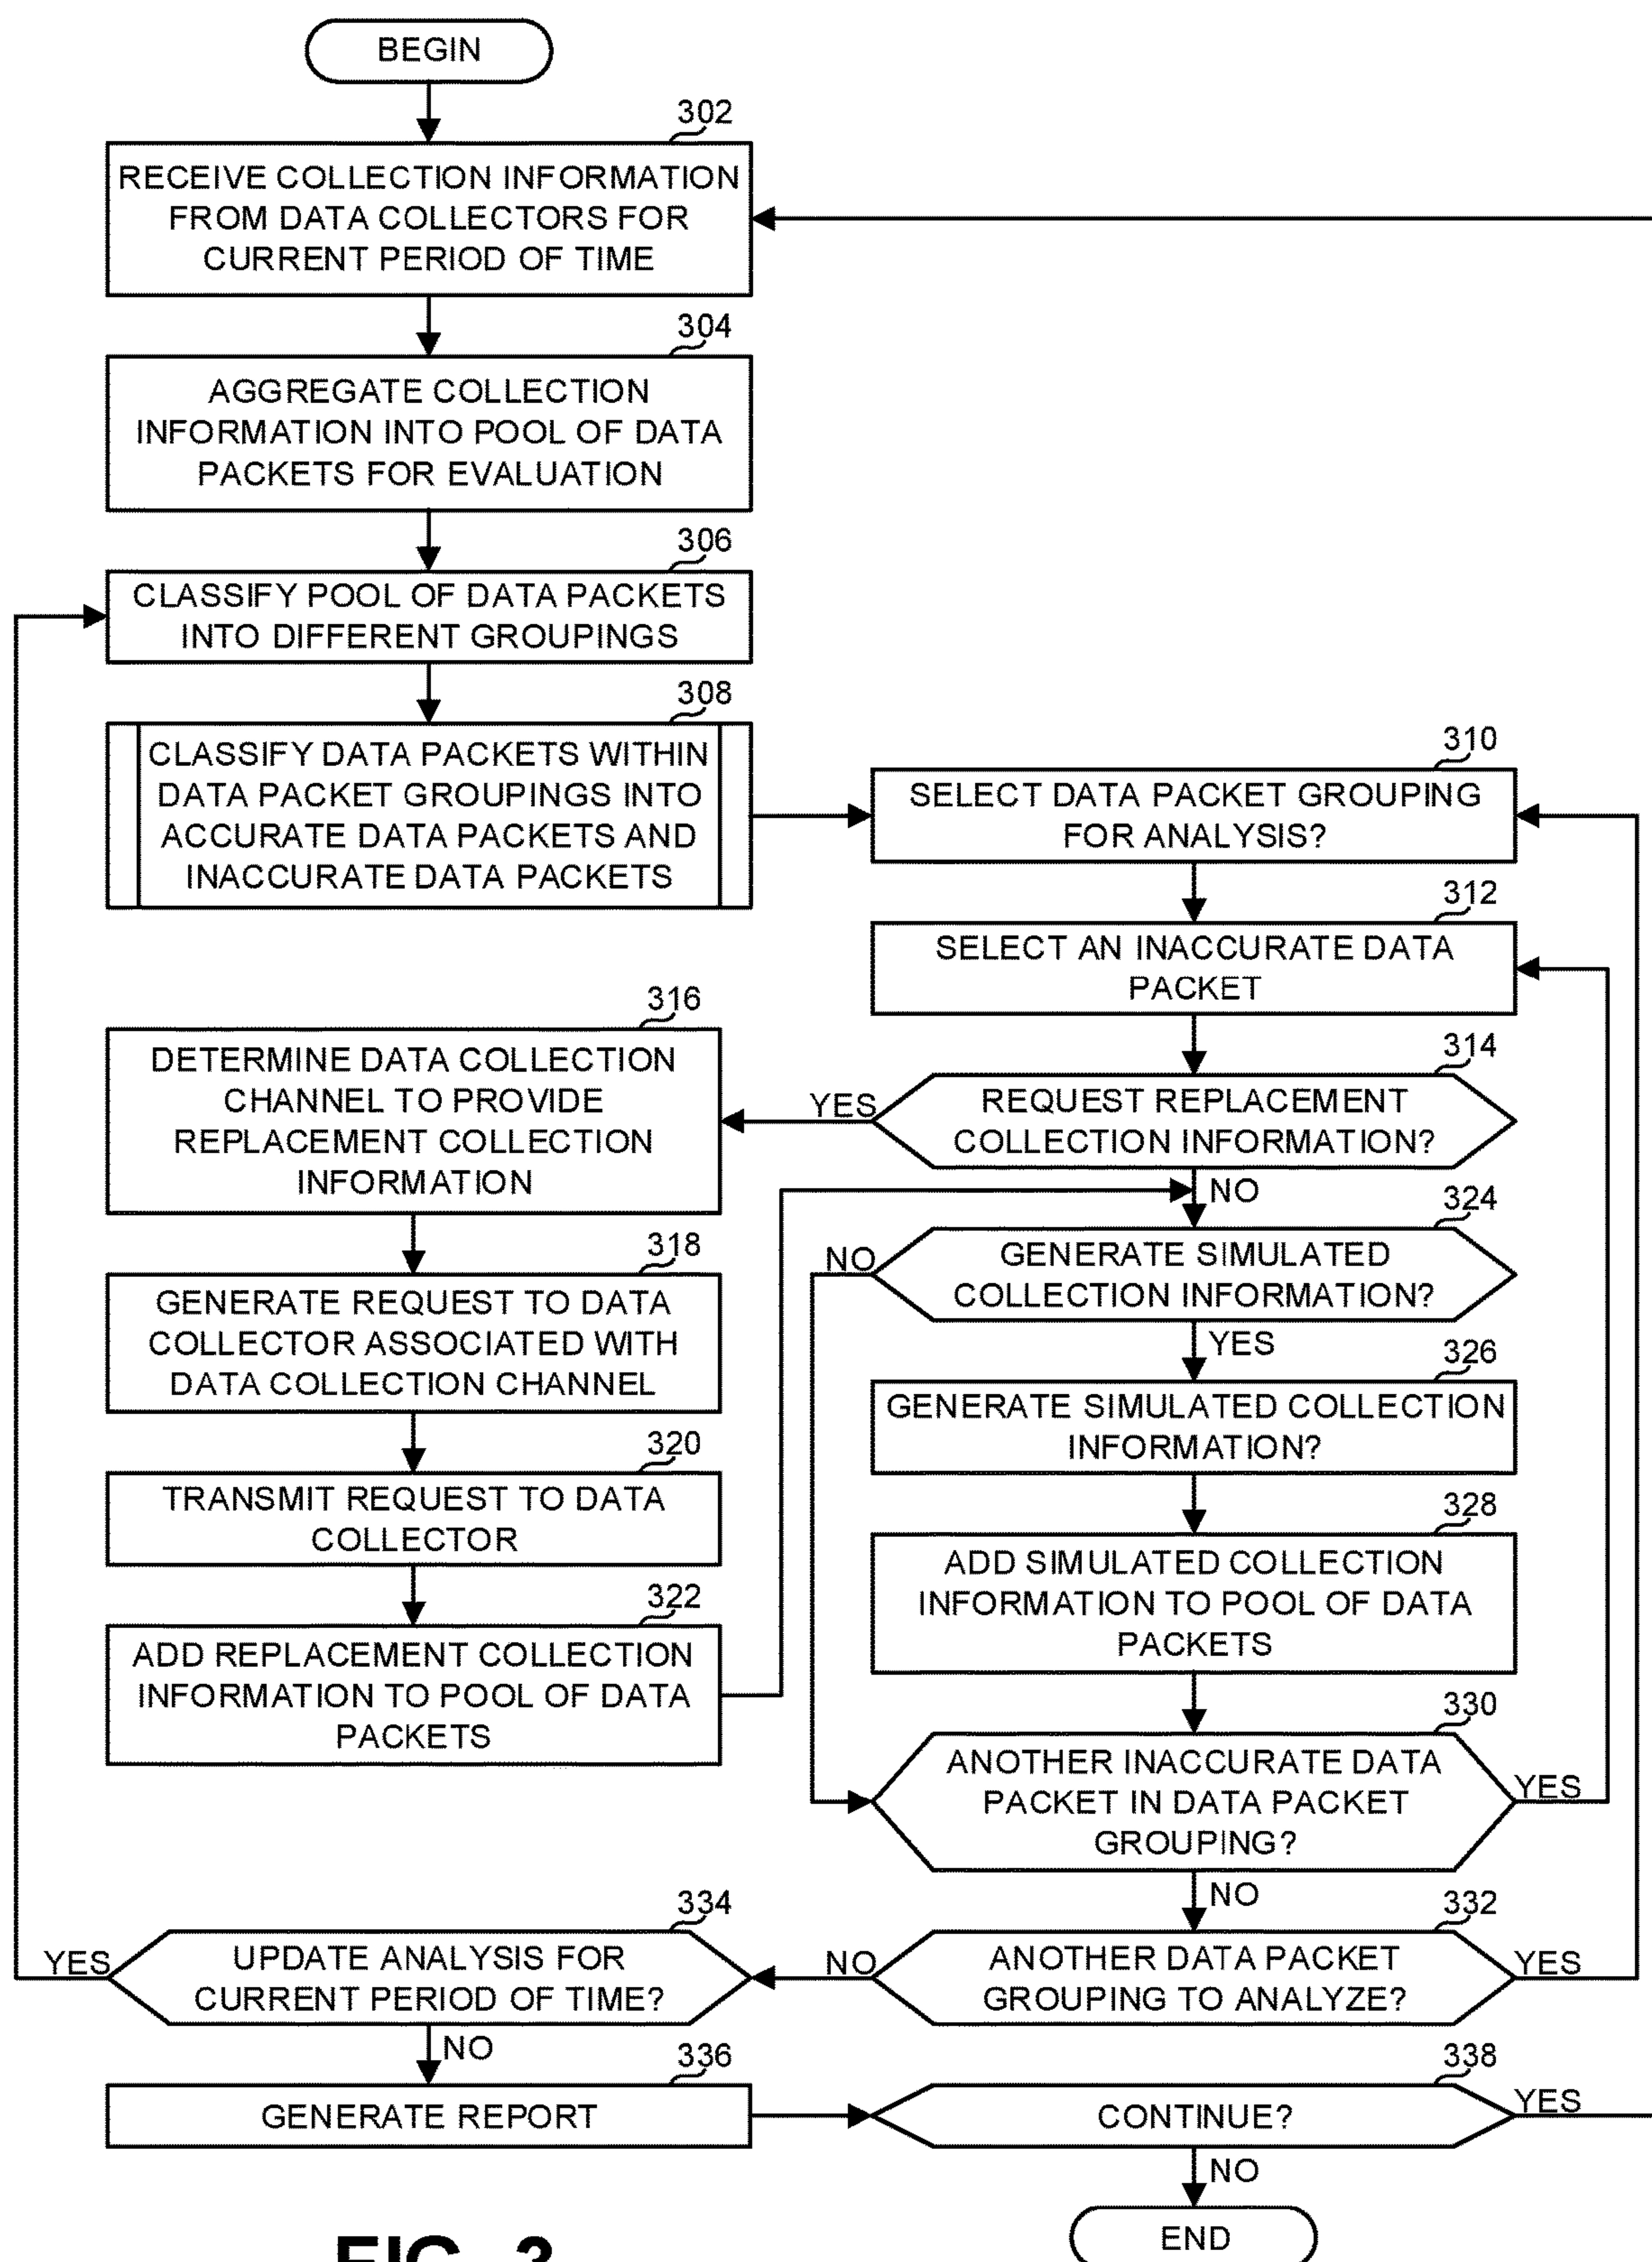 BEGIN
302
RECEIVE COLLECTION INFORMATION
FROM DATA COLLECTORS FOR
CURRENT PERIOD OF TIME
304
AGGREGATE COLLECTION
INFORMATION INTO POOL OF DATA
PACKETS FOR EVALUATION
306
CLASSIFY POOL OF DATA PACKETS
INTO DIFFERENT GROUPINGS
308
CLASSIFY DATA PACKETS WITHIN
DATA PACKET GROUPINGS INTO
ACCURATE DATA PACKETS AND
INACCURATE DATA PACKETS
310
SELECT DATA PACKET GROUPING
FOR ANALYSIS?
312
SELECT AN INACCURATE DATA
PACKET
314
REQUEST REPLACEMENT
COLLECTION INFORMATION?
YES
NO
316
DETERMINE DATA COLLECTION
CHANNEL TO PROVIDE
REPLACEMENT COLLECTION
INFORMATION
318
GENERATE REQUEST TO DATA
COLLECTOR ASSOCIATED WITH
DATA COLLECTION CHANNEL
320
TRANSMIT REQUEST TO DATA
COLLECTOR
322
ADD REPLACEMENT COLLECTION
INFORMATION TO POOL OF DATA
PACKETS
324
GENERATE SIMULATED
COLLECTION INFORMATION?
NO
YES
326
GENERATE SIMULATED COLLECTION
INFORMATION?
328
ADD SIMULATED COLLECTION
INFORMATION TO POOL OF DATA
PACKETS
330
ANOTHER INACCURATE DATA
PACKET IN DATA PACKET
GROUPING?
YES
NO
332
ANOTHER DATA PACKET
GROUPING TO ANALYZE?
YES
NO
334
UPDATE ANALYSIS FOR
CURRENT PERIOD OF TIME?
YES
NO
336
GENERATE REPORT
338
CONTINUE?
YES
NO
END
FIG. 3